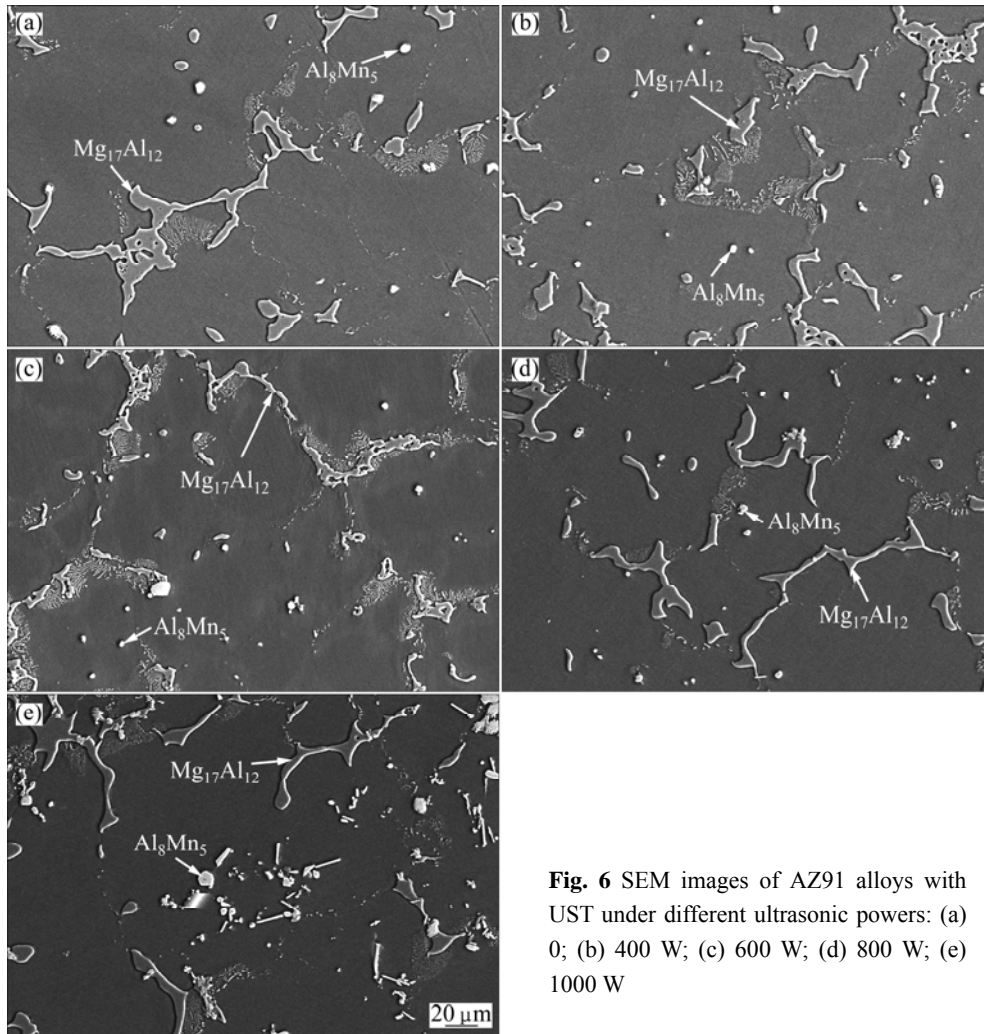 (a)
Al₈Mn₅
Mg₁₇Al₁₂
(b)
Mg₁₇Al₁₂
Al₈Mn₅
(c)
Mg₁₇Al₁₂
Al₈Mn₅
(d)
Al₈Mn₅
Mg₁₇Al₁₂
(e)
Mg₁₇Al₁₂
Al₈Mn₅
20 μm
Fig. 6 SEM images of AZ91 alloys with
UST under different ultrasonic powers: (a)
0; (b) 400 W; (c) 600 W; (d) 800 W; (e)
1000 W